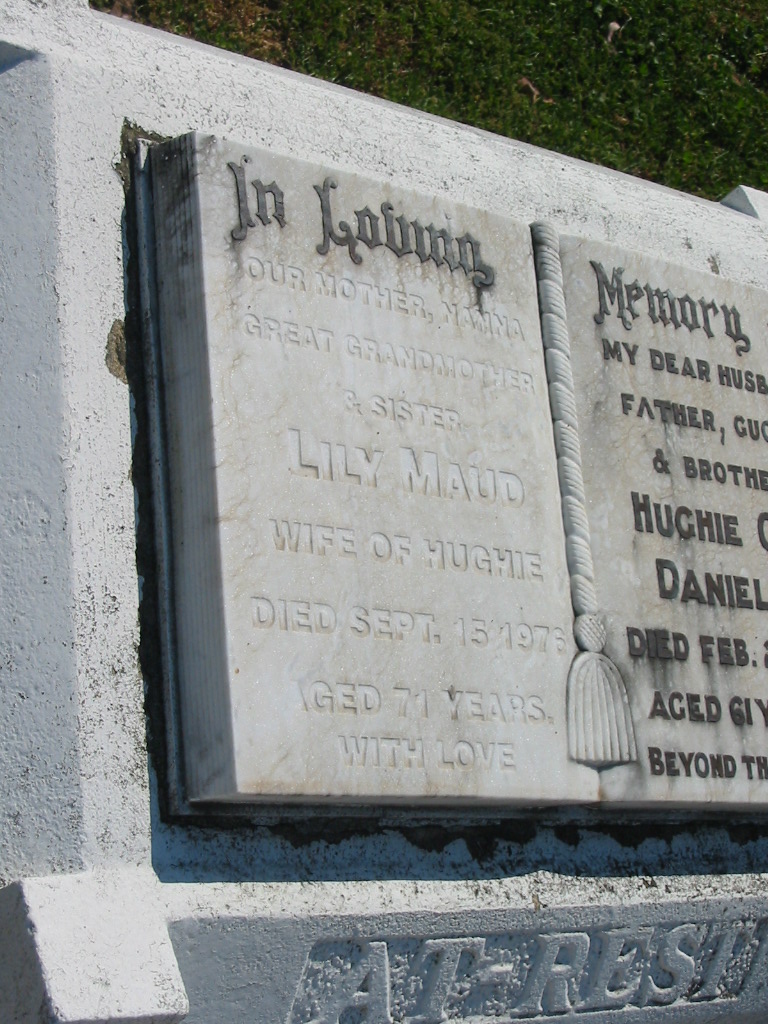 In Loving
OUR MOTHER, NANNA
GREAT GRANDMOTHER
& SISTER
LILY MAUD
WIFE OF HUGHIE
DIED SEPT. 15 1976
AGED 71 YEARS.
WITH LOVE
Memory
MY DEAR HUSB
FATHER,
& BROTHE
HUGHIE
DANIEL
DIED FEB.
AGED 61 Y
BEYOND TH
AT-REST